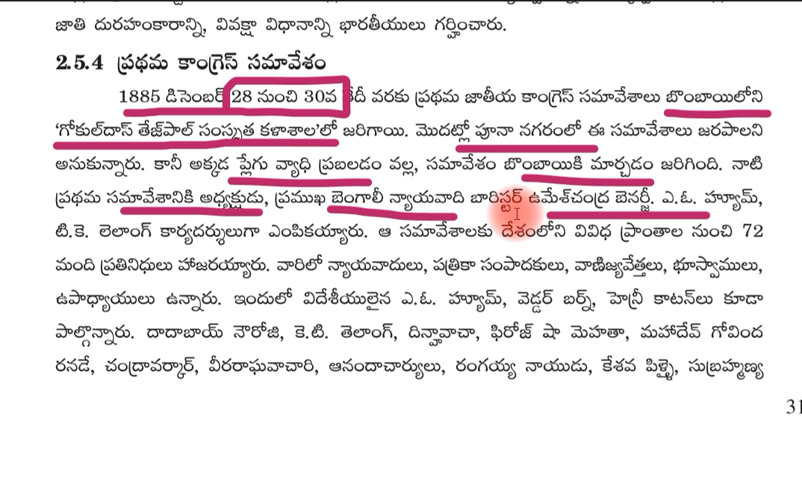 జాతి దురహంకారాన్ని, వివక్షా విధానాన్ని భారతీయులు గర్హించారు.
2.5.4 ప్రథమ కాంగ్రెస్ సమావేశం
1885 డిసెంబర్ 28 నుంచి 30వ తేదీ వరకు ప్రథమ జాతీయ కాంగ్రెస్ సమావేశాలు బొంబాయిలోని
'గోకుల్‌దాస్ తేజ్‌పాల్ సంస్కృత కళాశాల'లో జరిగాయి. మొదట్లో పూనా నగరంలో ఈ సమావేశాలు జరపాలని
అనుకున్నారు. కానీ అక్కడ ప్లేగు వ్యాధి ప్రబలడం వల్ల, సమావేశం బొంబాయికి మార్చడం జరిగింది. నాటి
ప్రథమ సమావేశానికి అధ్యక్షుడు, ప్రముఖ బెంగాలీ న్యాయవాది బారిస్టర్ ఉమేశ్‌చంద్ర బెనర్జీ. ఎ.ఓ. హ్యూమ్,
టి.కె. లెలాంగ్ కార్యదర్శులుగా ఎంపికయ్యారు. ఆ సమావేశాలకు దేశంలోని వివిధ ప్రాంతాల నుంచి 72
మంది ప్రతినిధులు హాజరయ్యారు. వారిలో న్యాయవాదులు, పత్రికా సంపాదకులు, వాణిజ్యవేత్తలు, భూస్వాములు,
ఉపాధ్యాయులు ఉన్నారు. ఇందులో విదేశీయులైన ఎ.ఓ. హ్యూమ్, వెడ్డర్ బర్న్, హెన్రీ కాటన్‌లు కూడా
పాల్గొన్నారు. దాదాబాయ్ నౌరోజి, కె.టి. తెలాంగ్, దిన్షావాచా, ఫిరోజ్ షా మెహతా, మహాదేవ్ గోవింద
రనడే, చంద్రావర్కార్, వీరరాఘవాచారి, ఆనందాచార్యులు, రంగయ్య నాయుడు, కేశవ పిళ్ళై, సుబ్రహ్మణ్య
31